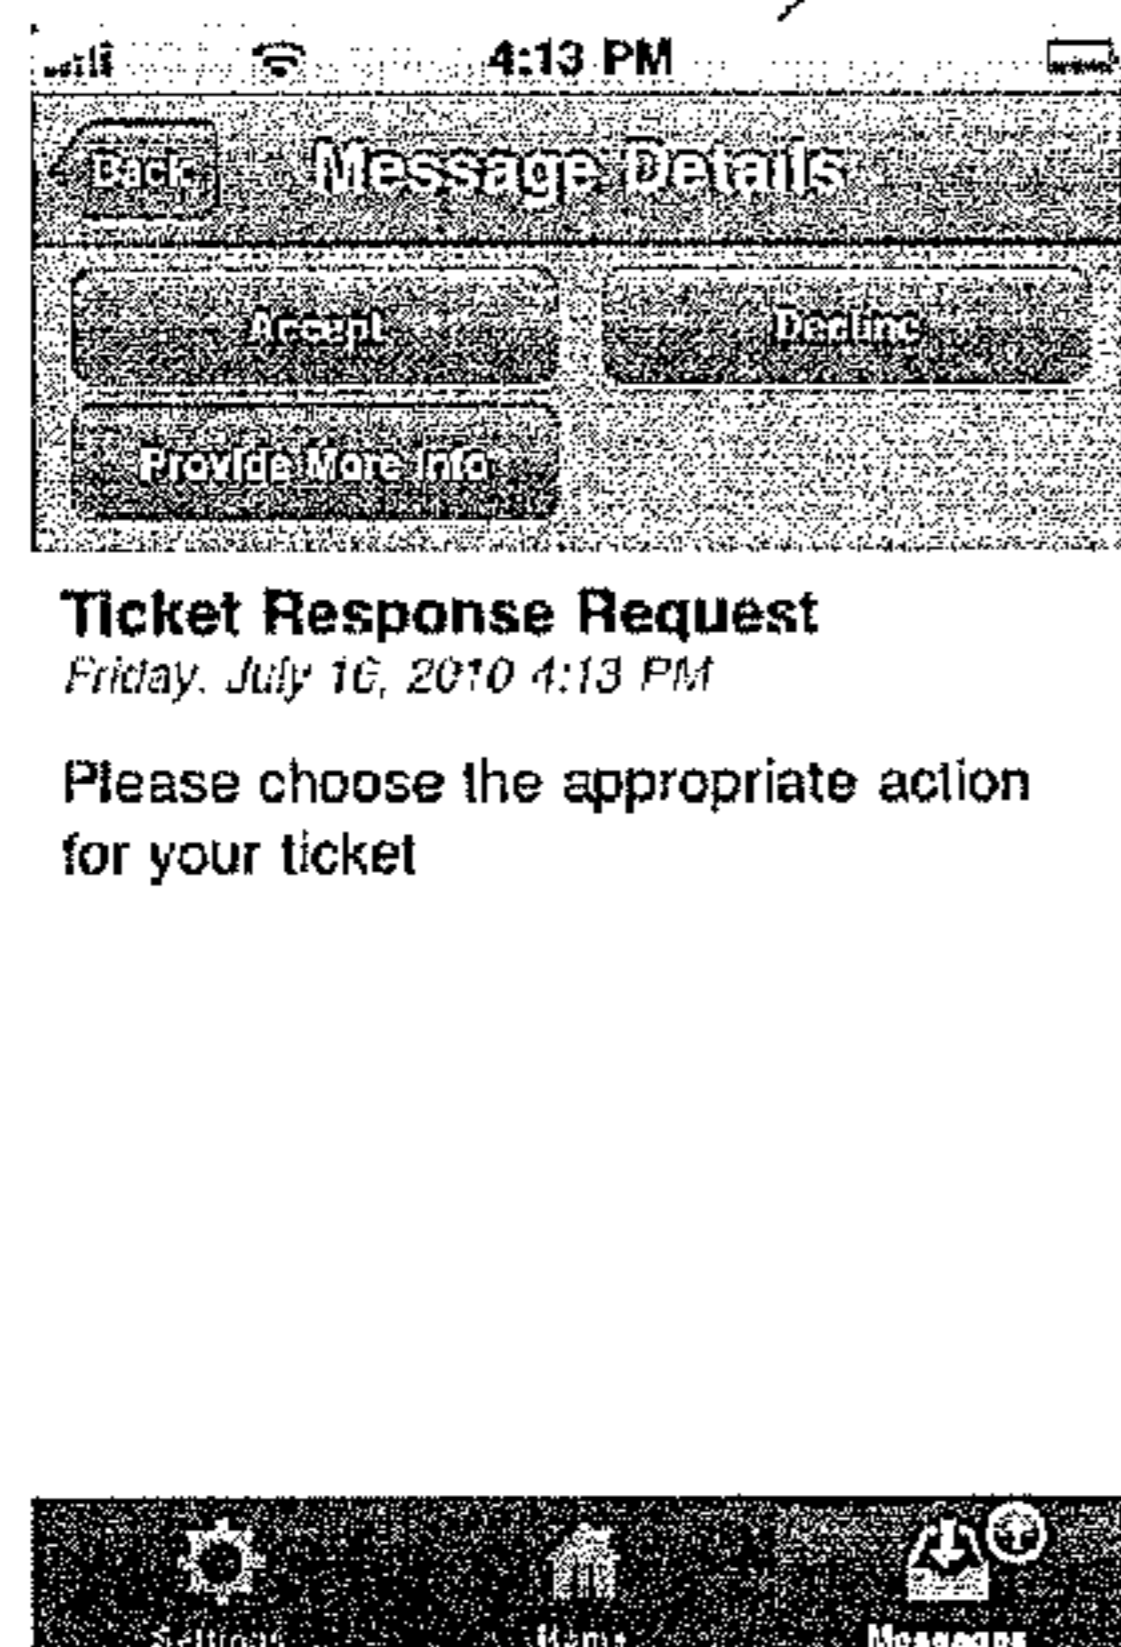 4:13 PM
Back Message Details
Accept Decline
Provide More Info
Ticket Response Request
Friday, July 16, 2010 4:13 PM
Please choose the appropriate action
for your ticket
Settings Home Messages